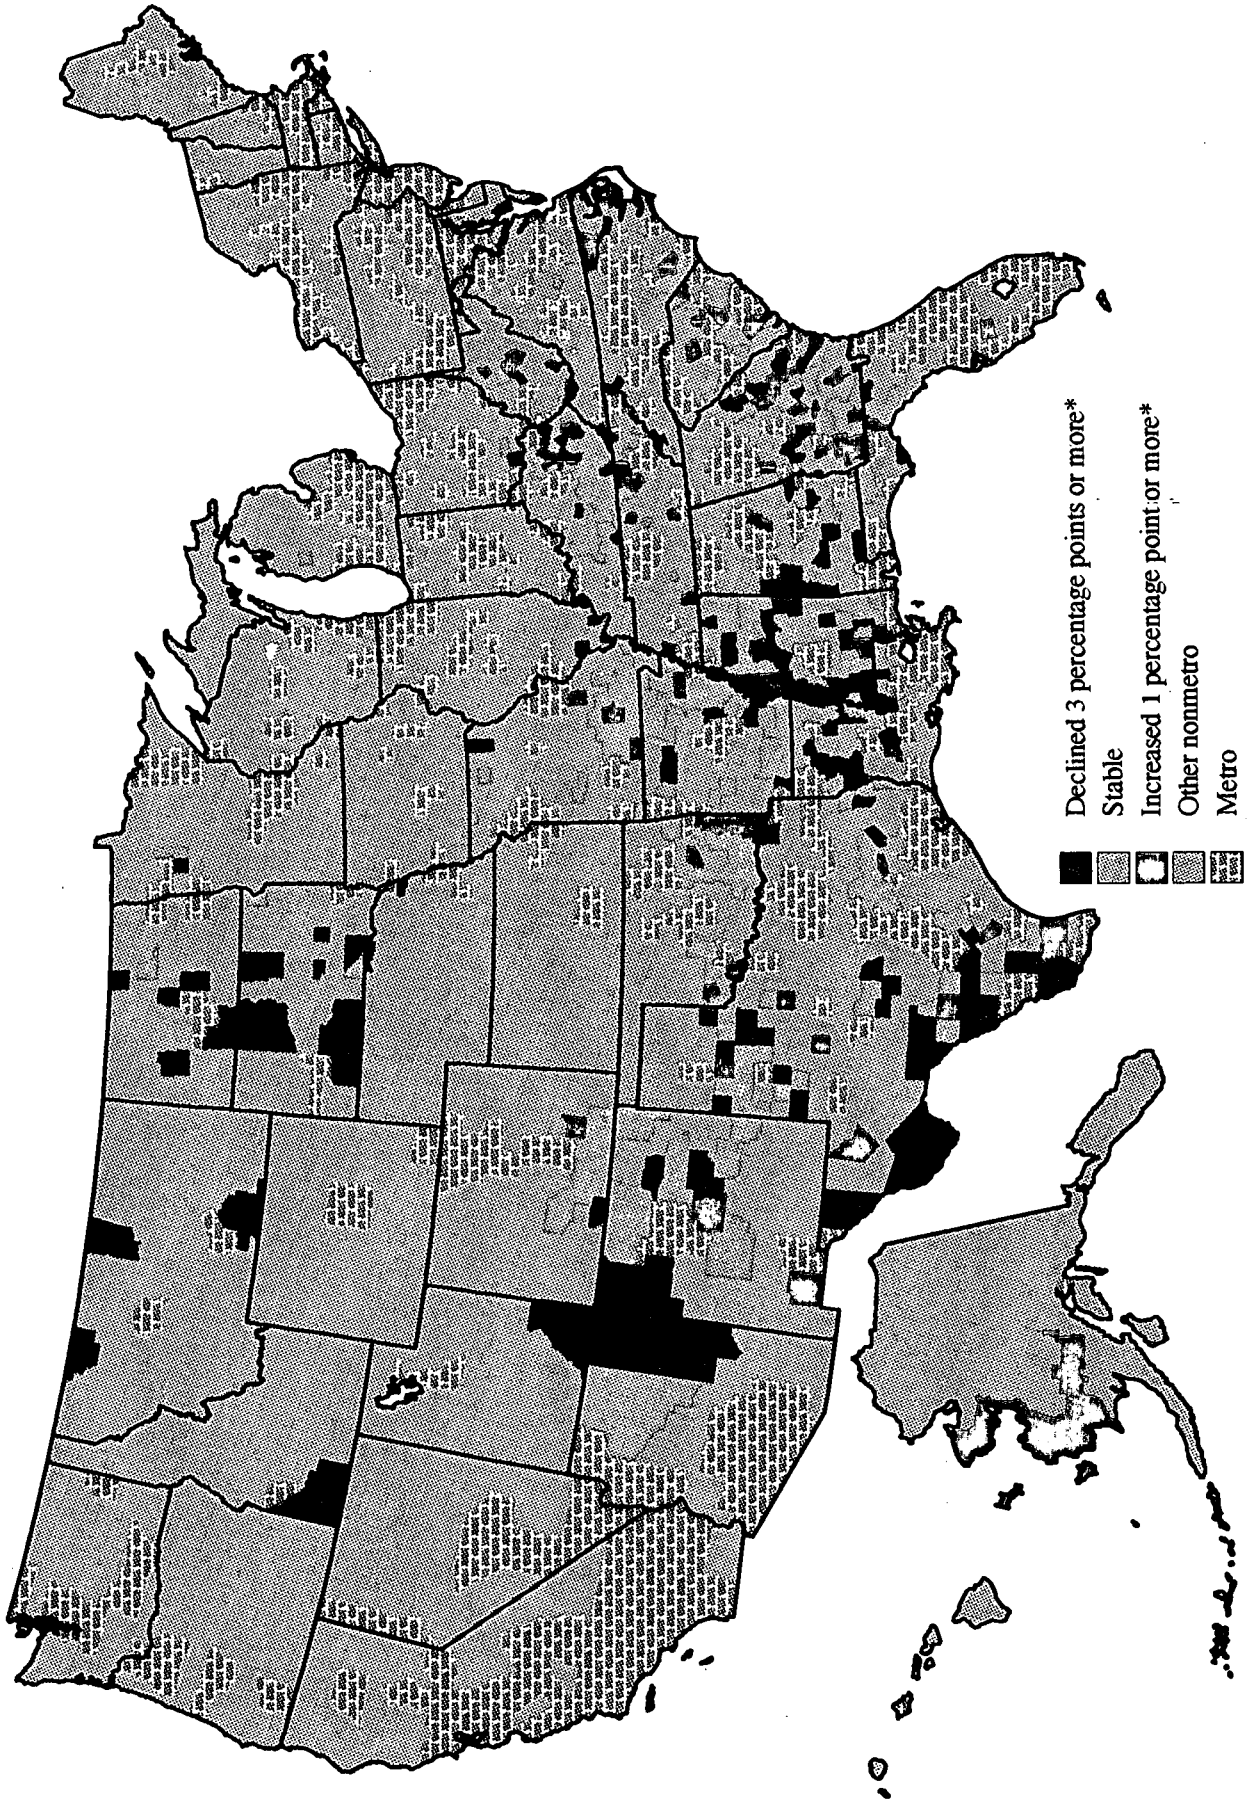 Declined 3 percentage points or more*
Stable
Increased 1 percentage point or more*
Other nonmetro
Metro